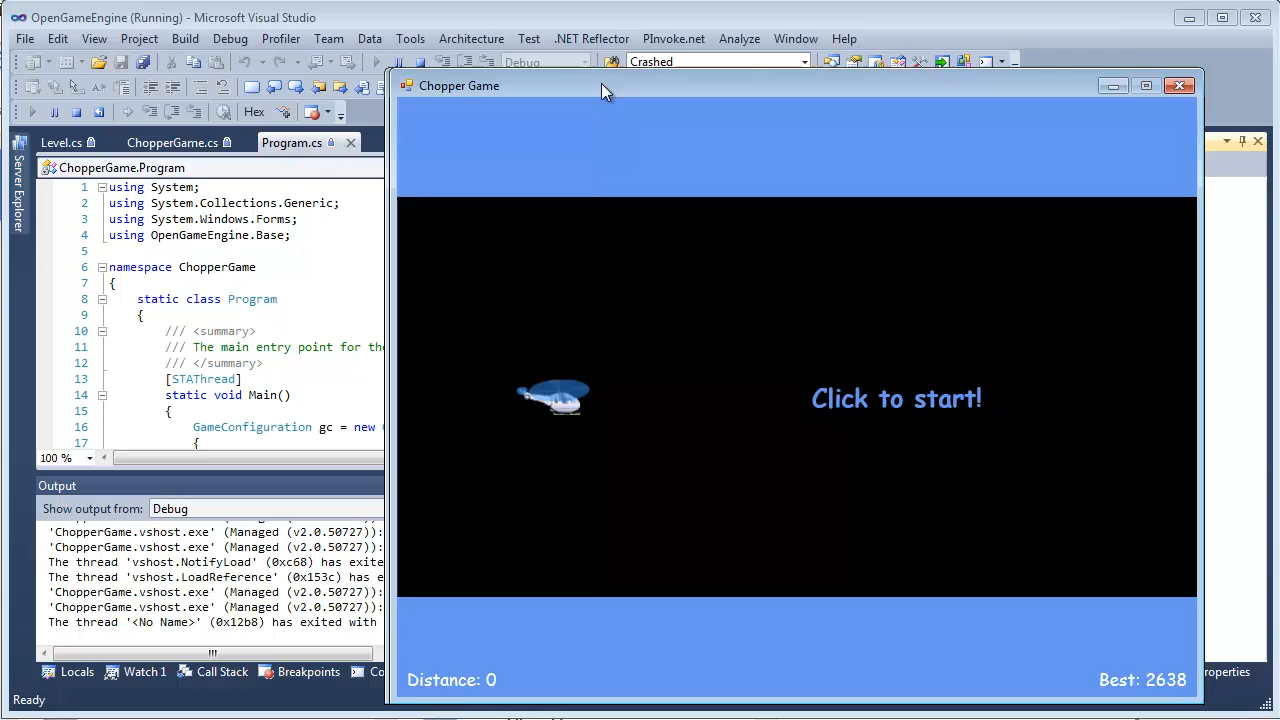 OpenGameEngine (Running) - Microsoft Visual Studio
File Edit View Project Build Debug Profiler Team Data Tools Architecture Test .NET Reflector PInvoke.net Analyze Window Help
Debug Crashed
Hex
Chopper Game
Server Explorer
Level.cs ChopperGame.cs Program.cs
ChopperGame.Program
1 using System;
2 using System.Collections.Generic;
3 using System.Windows.Forms;
4 using OpenGameEngine.Base;
5
6 namespace ChopperGame
7 {
8 static class Program
9 {
10 /// <summary>
11 /// The main entry point for the
12 /// </summary>
13 [STAThread]
14 static void Main()
15 {
16 GameConfiguration gc = new
17 {
100 %
Click to start!
Output
Show output from: Debug
'ChopperGame.vshost.exe' (Managed (v2.0.50727)):
'ChopperGame.vshost.exe' (Managed (v2.0.50727)):
The thread 'vshost.NotifyLoad' (0xc68) has exite
The thread 'vshost.LoadReference' (0x153c) has e
'ChopperGame.vshost.exe' (Managed (v2.0.50727)):
'ChopperGame.vshost.exe' (Managed (v2.0.50727)):
The thread '<No Name>' (0x12b8) has exited with
Locals Watch 1 Call Stack Breakpoints Co
Distance: 0 Best: 2638
roperties
Ready